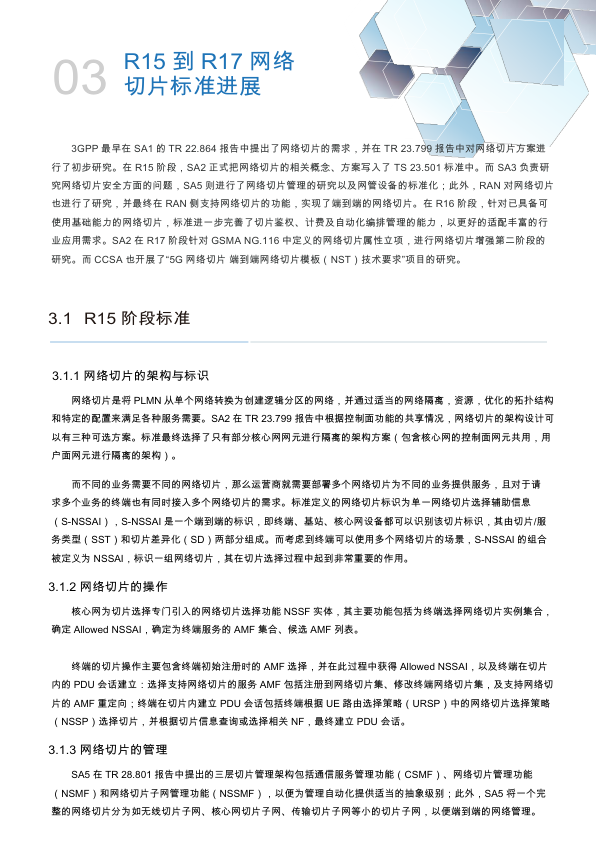 03
R15 到 R17 网络
切片标准进展
3GPP 最早在 SA1 的 TR 22.864 报告中提出了网络切片的需求，并在 TR 23.799 报告中对网络切片方案进
行了初步研究。在 R15 阶段，SA2 正式把网络切片的相关概念、方案写入了 TS 23.501 标准中。而 SA3 负责研
究网络切片安全方面的问题，SA5 则进行了网络切片管理的研究以及网管设备的标准化；此外，RAN 对网络切片
也进行了研究，并最终在 RAN 侧支持网络切片的功能，实现了端到端的网络切片。在 R16 阶段，针对已具备可
使用基础能力的网络切片，标准进一步完善了切片鉴权、计费及自动化编排管理的能力，以更好的适配丰富的行
业应用需求。SA2 在 R17 阶段针对 GSMA NG.116 中定义的网络切片属性立项，进行网络切片增强第二阶段的
研究。而 CCSA 也开展了“5G 网络切片 端到端网络切片模板（NST）技术要求”项目的研究。
3.1 R15 阶段标准
3.1.1 网络切片的架构与标识
网络切片是将 PLMN 从单个网络转换为创建逻辑分区的网络，并通过适当的网络隔离，资源，优化的拓扑结构
和特定的配置来满足各种服务需要。SA2 在 TR 23.799 报告中根据控制面功能的共享情况，网络切片的架构设计可
以有三种可选方案。标准最终选择了只有部分核心网网元进行隔离的架构方案（包含核心网的控制面网元共用，用
户面网元进行隔离的架构）。
而不同的业务需要不同的网络切片，那么运营商就需要部署多个网络切片为不同的业务提供服务，且对于请
求多个业务的终端也有同时接入多个网络切片的需求。标准定义的网络切片标识为单一网络切片选择辅助信息
（S-NSSAI），S-NSSAI 是一个端到端的标识，即终端、基站、核心网设备都可以识别该切片标识，其由切片/服
务类型（SST）和切片差异化（SD）两部分组成。而考虑到终端可以使用多个网络切片的场景，S-NSSAI 的组合
被定义为 NSSAI，标识一组网络切片，其在切片选择过程中起到非常重要的作用。
3.1.2 网络切片的操作
核心网为切片选择专门引入的网络切片选择功能 NSSF 实体，其主要功能包括为终端选择网络切片实例集合，
确定 Allowed NSSAI，确定为终端服务的 AMF 集合、候选 AMF 列表。
终端的切片操作主要包含终端初始注册时的 AMF 选择，并在此过程中获得 Allowed NSSAI，以及终端在切片
内的 PDU 会话建立：选择支持网络切片的服务 AMF 包括注册到网络切片集、修改终端网络切片集，及支持网络切
片的 AMF 重定向；终端在切片内建立 PDU 会话包括终端根据 UE 路由选择策略（URSP）中的网络切片选择策略
（NSSP）选择切片，并根据切片信息查询或选择相关 NF，最终建立 PDU 会话。
3.1.3 网络切片的管理
SA5 在 TR 28.801 报告中提出的三层切片管理架构包括通信服务管理功能（CSMF）、网络切片管理功能
（NSMF）和网络切片子网管理功能（NSSMF），以便为管理自动化提供适当的抽象级别；此外，SA5 将一个完
整的网络切片分为如无线切片子网、核心网切片子网、传输切片子网等小的切片子网，以便端到端的网络管理。